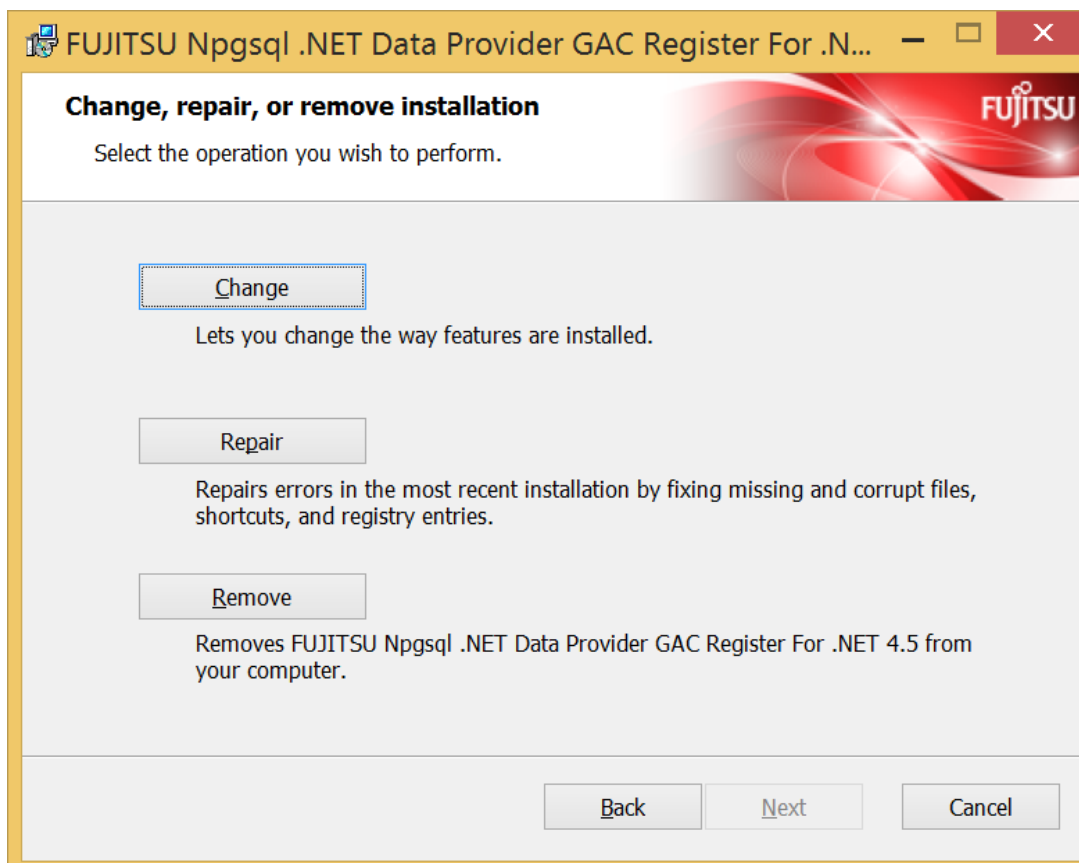 FUJITSU Npgsql .NET Data Provider GAC Register For .N...
Change, repair, or remove installation
FUJITSU
Select the operation you wish to perform.
Change
Lets you change the way features are installed.
Repair
Repairs errors in the most recent installation by fixing missing and corrupt files,
shortcuts, and registry entries.
Remove
Removes FUJITSU Npgsql .NET Data Provider GAC Register For .NET 4.5 from
your computer.
Back
Next
Cancel